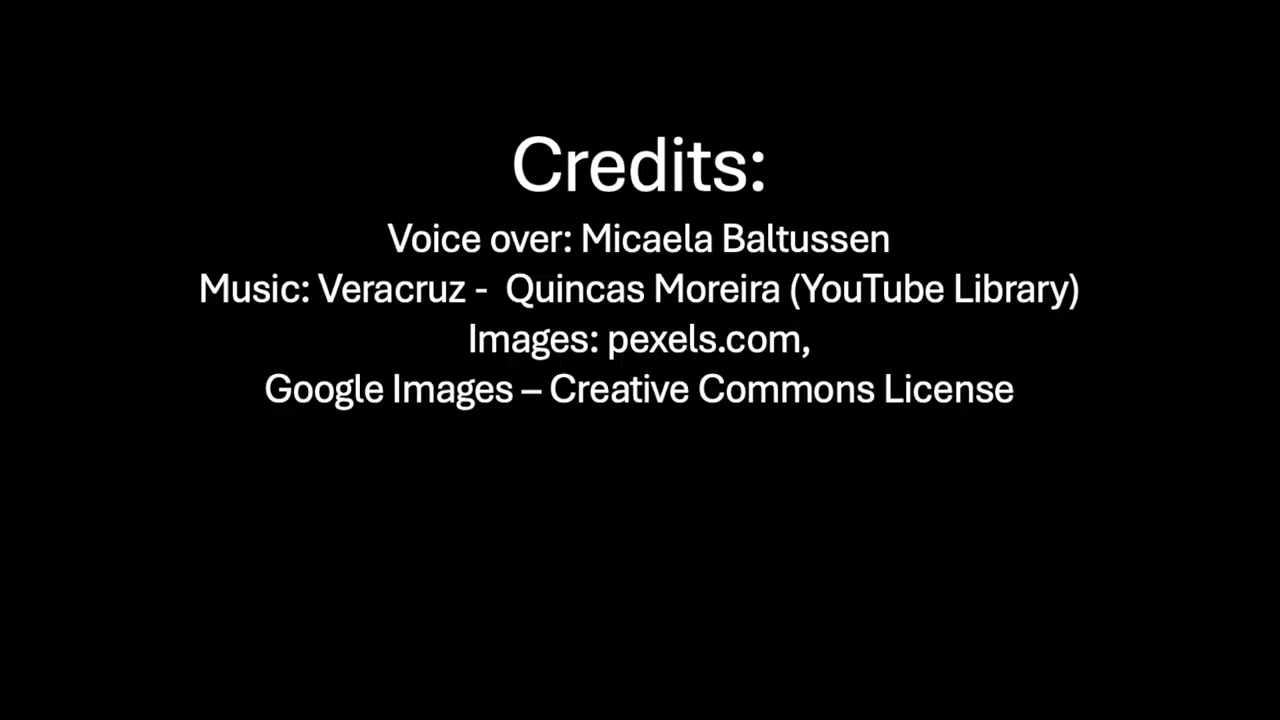 Credits:
Voice over: Micaela Baltussen
Music: Veracruz -  Quincas Moreira (YouTube Library)
Images: pexels.com,
Google Images – Creative Commons License